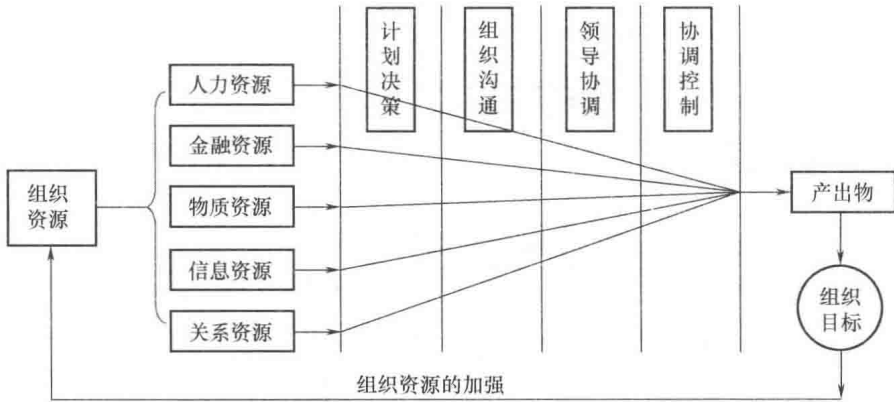 计划决策
组织沟通
领导协调
协调控制
人力资源
金融资源
组织
资源
物质资源
产出物
信息资源
组织
目标
关系资源
组织资源的加强